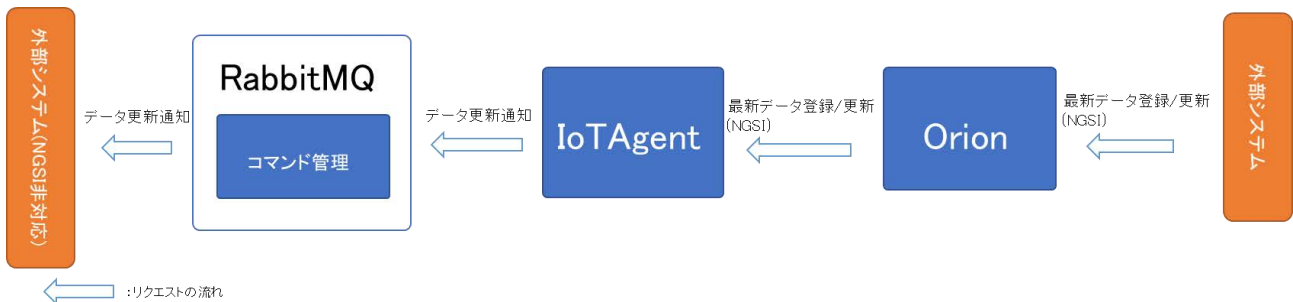 外部システム(NGSI非対応)
データ更新通知
RabbitMQ
コマンド管理
データ更新通知
IoTAgent
最新データ登録/更新
(NGSI)
Orion
最新データ登録/更新
(NGSI)
外部システム
:リクエストの流れ